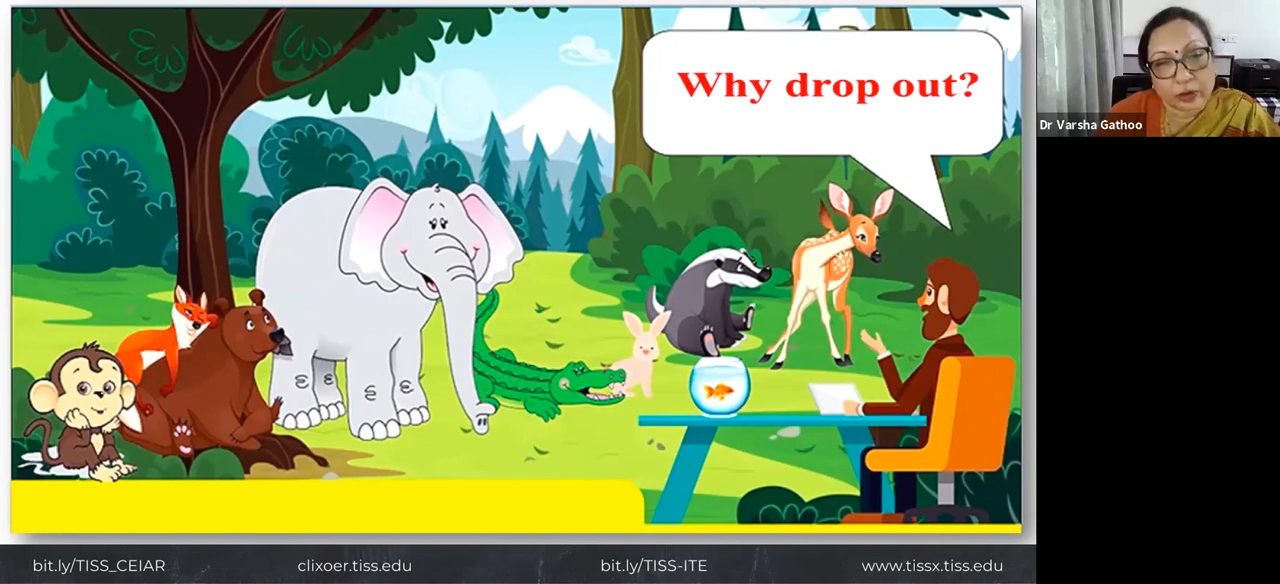 Why drop out?
Dr Varsha Gathoo
bit.ly/TISS_CEIAR clixoer.tiss.edu bit.ly/TISS-ITE www.tissx.tiss.edu